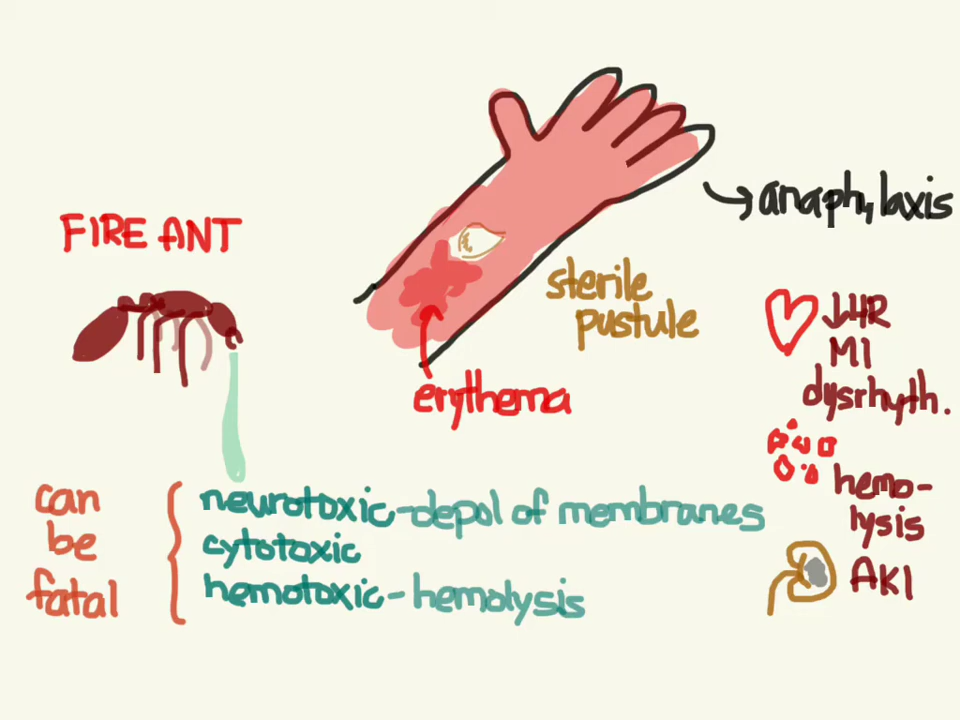 FIRE ANT
anaphylaxis
sterile
pustule
erythema
↓HR
MI
dysrhyth.
hemo-
lysis
AKI
can
be
fatal
neurotoxic - depol of membranes
cytotoxic
hemotoxic - hemolysis